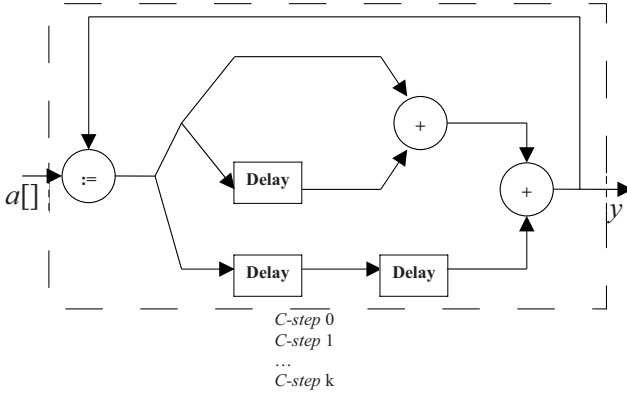 +
a[]
:=
Delay
+
y
Delay
Delay
C-step 0
C-step 1
...
C-step k